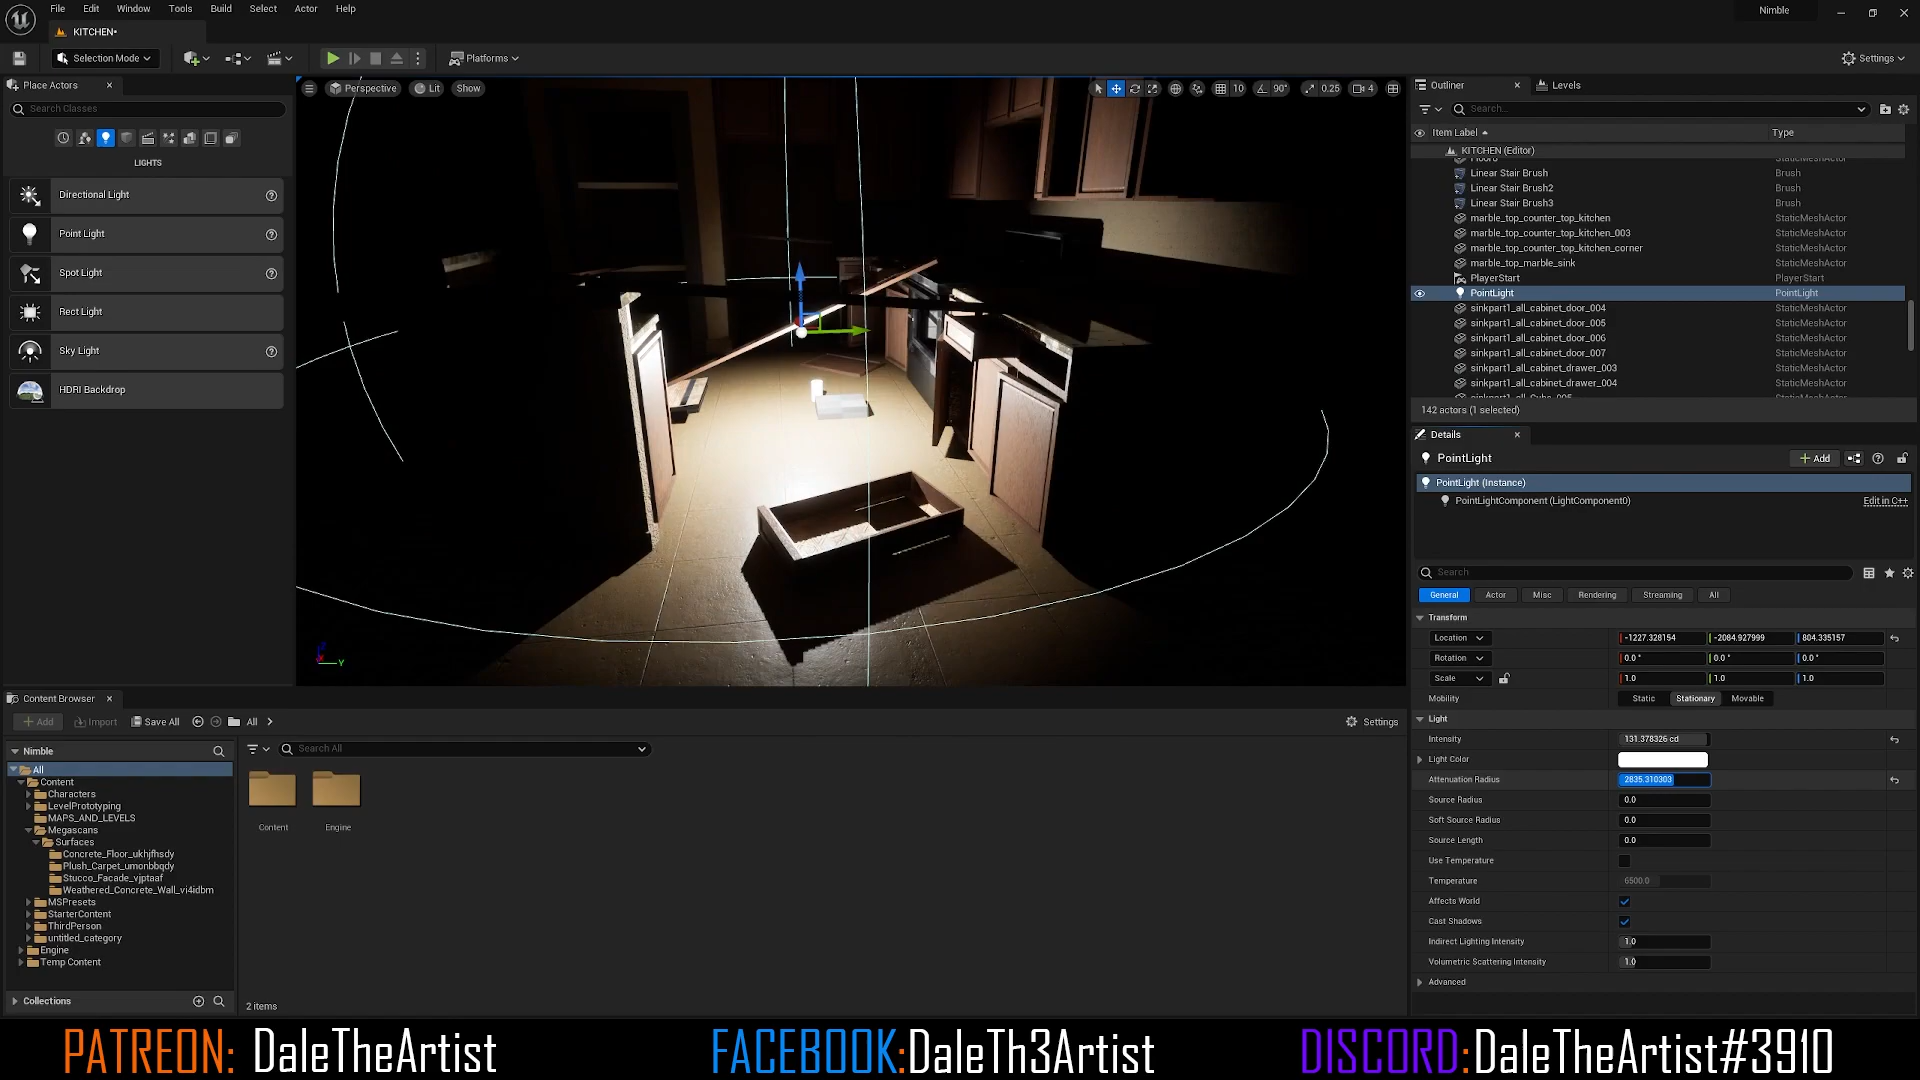 File Edit Window Tools Build Select Actor Help
Nimble
KITCHEN•
Selection Mode
Platforms
Settings
Place Actors
Search Classes
LIGHTS
Directional Light
Point Light
Spot Light
Rect Light
Sky Light
HDRI Backdrop
Perspective Lit Show
10 90° 0.25 4
Outliner Levels
Search...
Item Label Type
KITCHEN (Editor)
Linear Stair Brush Brush
Linear Stair Brush2 Brush
Linear Stair Brush3 Brush
marble_top_counter_top_kitchen StaticMeshActor
marble_top_counter_top_kitchen_003 StaticMeshActor
marble_top_counter_top_kitchen_corner StaticMeshActor
marble_top_marble_sink StaticMeshActor
PlayerStart PlayerStart
PointLight PointLight
sinkpart1_all_cabinet_door_004 StaticMeshActor
sinkpart1_all_cabinet_door_005 StaticMeshActor
sinkpart1_all_cabinet_door_006 StaticMeshActor
sinkpart1_all_cabinet_door_007 StaticMeshActor
sinkpart1_all_cabinet_drawer_003 StaticMeshActor
sinkpart1_all_cabinet_drawer_004 StaticMeshActor
142 actors (1 selected)
Details
PointLight
Add
PointLight (Instance)
PointLightComponent (LightComponent0) Edit in C++
Search
General Actor Misc Rendering Streaming All
Transform
Location -1227.328154 -2084.927999 804.335157
Rotation 0.0° 0.0° 0.0°
Scale 1.0 1.0 1.0
Mobility Static Stationary Movable
Light
Intensity 131.378326 cd
Light Color
Attenuation Radius 2835.310303
Source Radius 0.0
Soft Source Radius 0.0
Source Length 0.0
Use Temperature
Temperature 6500.0
Affects World
Cast Shadows
Indirect Lighting Intensity 1.0
Volumetric Scattering Intensity 1.0
Advanced
Y
Content Browser
Add Import Save All All Settings
Nimble
Search All
All
Content
Characters
LevelPrototyping
MAPS_AND_LEVELS
Megascans
Surfaces
Concrete_Floor_ukhjfhsdy
Plush_Carpet_umonbbqdy
Stucco_Facade_vjptaaf
Weathered_Concrete_Wall_vi4idbm
MSPresets
StarterContent
ThirdPerson
untitled_category
Engine
Temp Content
Collections
Content Engine
2 items
PATREON: DaleTheArtist
FACEBOOK:DaleTh3Artist
DISCORD:DaleTheArtist#3910